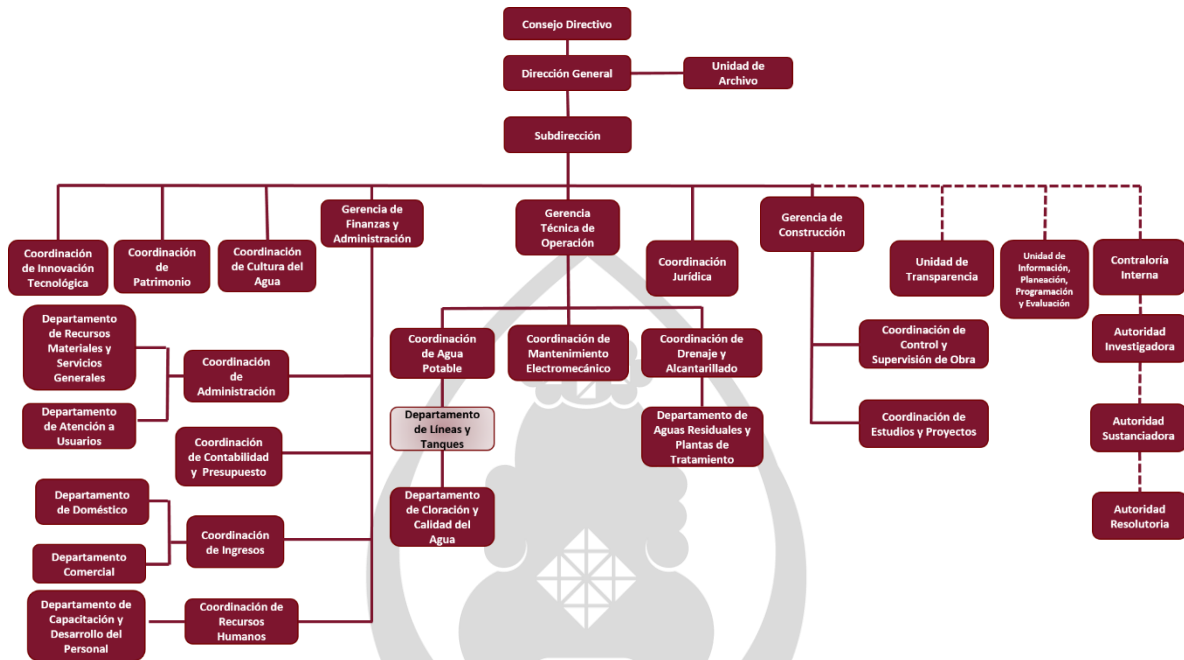 Consejo Directivo
Dirección General
Unidad de
Archivo
Subdirección
Coordinación
de Innovación
Tecnológica
Coordinación
de
Patrimonio
Coordinación
de Cultura del
Agua
Gerencia de
Finanzas y
Administración
Gerencia
Técnica de
Operación
Coordinación
Jurídica
Gerencia de
Construcción
Unidad de
Transparencia
Unidad de
Información,
Planeación,
Programación
y Evaluación
Contraloría
Interna
Departamento
de Recursos
Materiales y
Servicios
Generales
Departamento
de Atención a
Usuarios
Coordinación
de
Administración
Coordinación
de Contabilidad
y Presupuesto
Departamento
de Doméstico
Departamento
Comercial
Coordinación
de Ingresos
Departamento de
Capacitación y
Desarrollo del
Personal
Coordinación de
Recursos
Humanos
Coordinación
de Agua
Potable
Departamento
de Líneas y
Tanques
Departamento
de Cloración y
Calidad del
Agua
Coordinación de
Mantenimiento
Electromecánico
Coordinación de
Drenaje y
Alcantarillado
Departamento de
Aguas Residuales y
Plantas de
Tratamiento
Coordinación de
Control y
Supervisión de Obra
Coordinación de
Estudios y Proyectos
Autoridad
Investigadora
Autoridad
Sustanciadora
Autoridad
Resolutoria